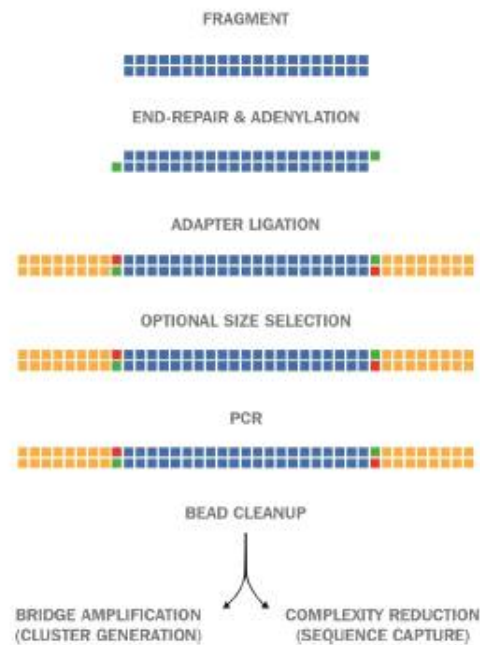 FRAGMENT
END-REPAIR & ADENYLATION
ADAPTER LIGATION
OPTIONAL SIZE SELECTION
PCR
BEAD CLEANUP
BRIDGE AMPLIFICATION
(CLUSTER GENERATION)
COMPLEXITY REDUCTION
(SEQUENCE CAPTURE)